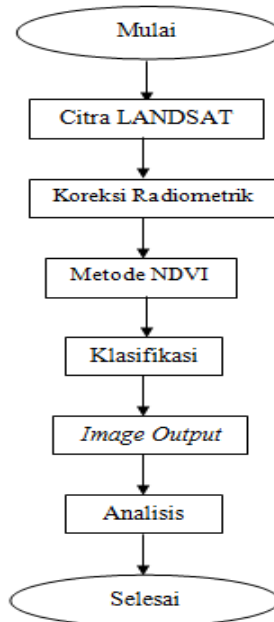 Mulai
Citra LANDSAT
Koreksi Radiometrik
Metode NDVI
Klasifikasi
Image Output
Analisis
Selesai